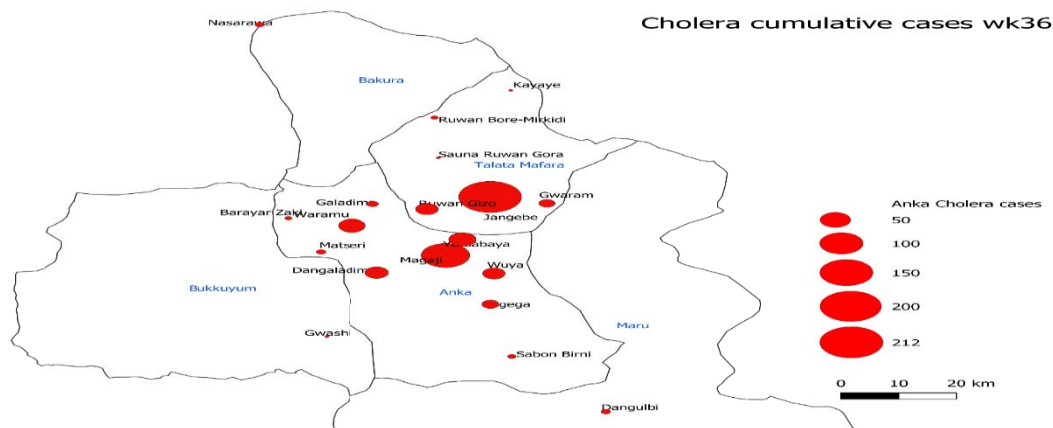 Cholera cumulative cases wk36
Nasarawa
Bakura
Kayaye
Ruwan Bore-Mirkidi
Sauna Ruwan Gora
Talata Mafara
Galadim
Ruwan Gizo
Gwaram
Barayar Zaki
Waramu
Jangebe
Matseri
Magaji
Wuya
Dangaladim
Bukkuyum
Anka
Maru
Gwashi
Sabon Birni
Dangulbi
Anka Cholera cases
50
100
150
200
212
0 10 20 km